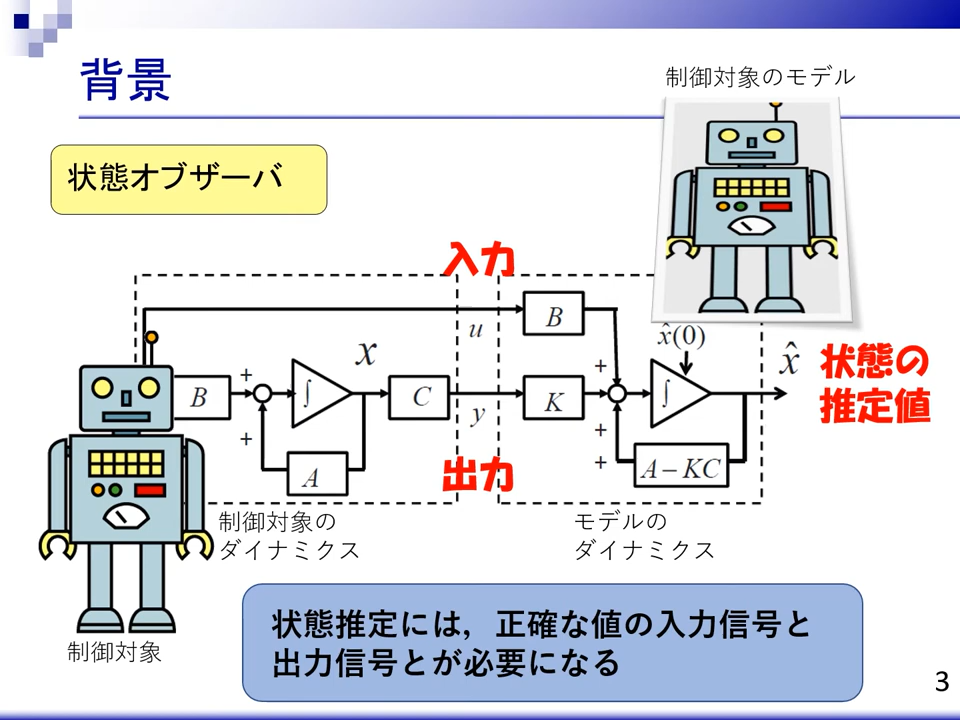 背景
制御対象のモデル
状態オブザーバ
入力
u
B
x̂(0)
x
x̂
状態の
推定値
B
+
+
∫
C
y
K
+
+
+
∫
A
A－KC
出力
制御対象の
ダイナミクス
モデルの
ダイナミクス
状態推定には，正確な値の入力信号と
出力信号とが必要になる
制御対象
3